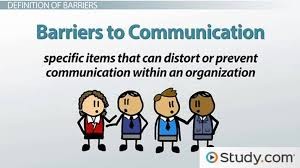 DEFINITION OF BARRIERS
Barriers to Communication
specific items that can distort or prevent
communication within an organization
Study.com